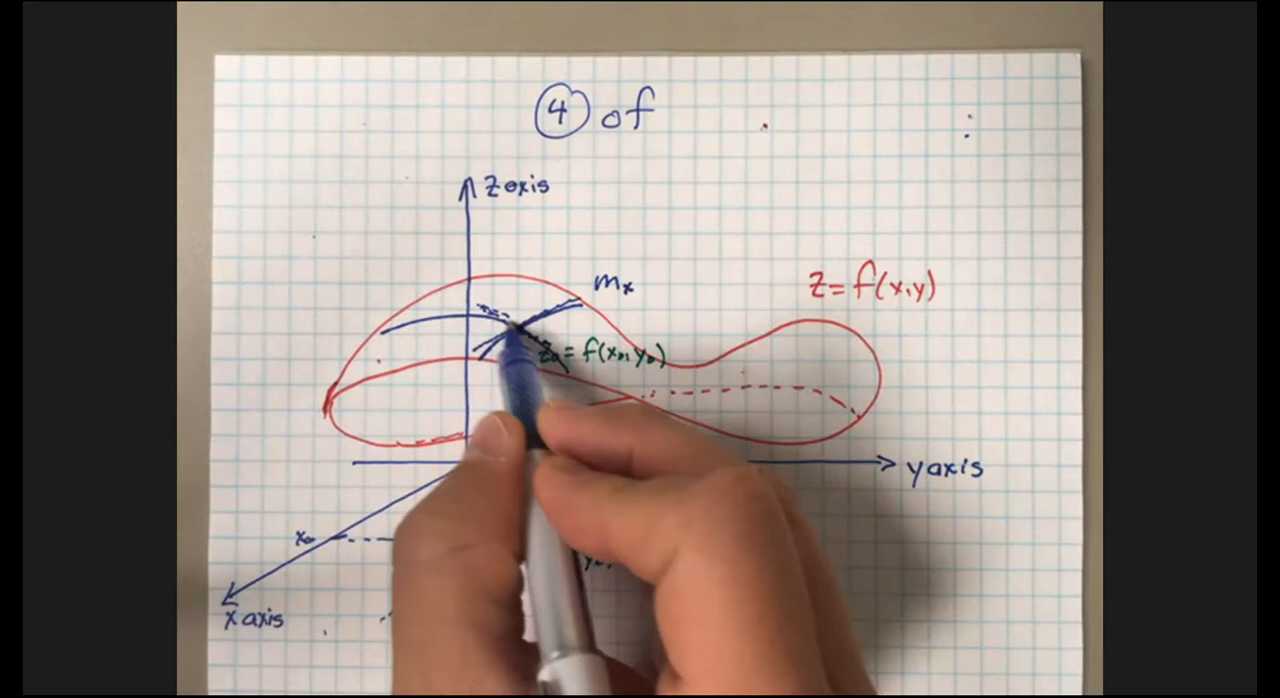 4 of
z axis
mx
z = f(x,y)
z0 = f(x0, y0)
y axis
x0
x axis